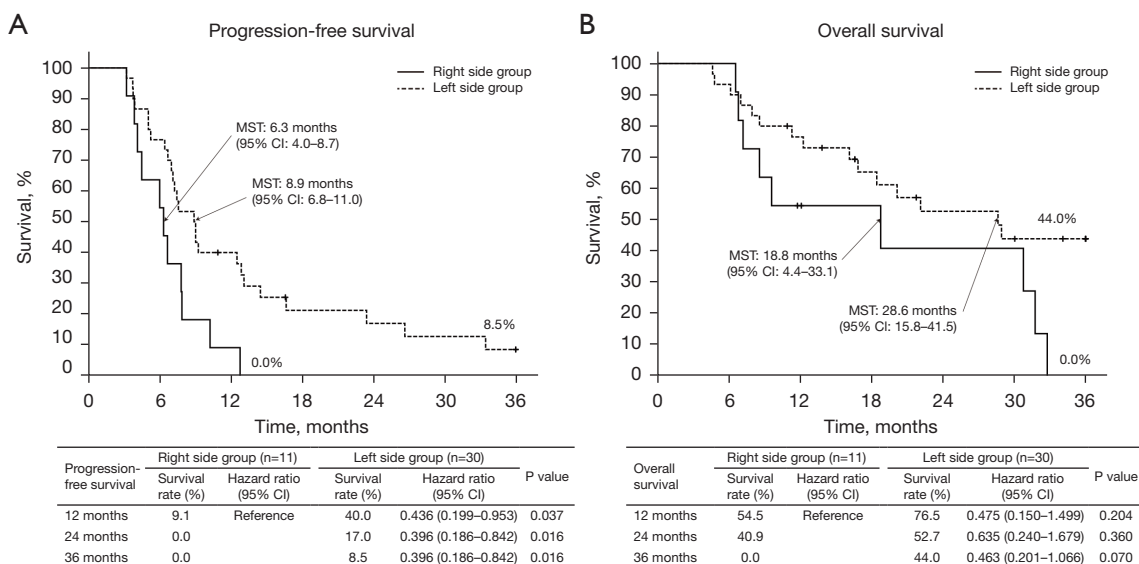 A
Progression-free survival
Right side group
Left side group
MST: 6.3 months
(95% CI: 4.0–8.7)
MST: 8.9 months
(95% CI: 6.8–11.0)
8.5%
0.0%
Survival, %
100
90
80
70
60
50
40
30
20
10
0
0 6 12 18 24 30 36
Time, months
Progression-free survival Right side group (n=11) Left side group (n=30) P value
Survival rate (%) Hazard ratio (95% CI) Survival rate (%) Hazard ratio (95% CI)
12 months 9.1 Reference 40.0 0.436 (0.199–0.953) 0.037
24 months 0.0 17.0 0.396 (0.186–0.842) 0.016
36 months 0.0 8.5 0.396 (0.186–0.842) 0.016
B
Overall survival
Right side group
Left side group
44.0%
MST: 18.8 months
(95% CI: 4.4–33.1)
MST: 28.6 months
(95% CI: 15.8–41.5)
0.0%
Survival, %
100
90
80
70
60
50
40
30
20
10
0
0 6 12 18 24 30 36
Time, months
Overall survival Right side group (n=11) Left side group (n=30) P value
Survival rate (%) Hazard ratio (95% CI) Survival rate (%) Hazard ratio (95% CI)
12 months 54.5 Reference 76.5 0.475 (0.150–1.499) 0.204
24 months 40.9 52.7 0.635 (0.240–1.679) 0.360
36 months 0.0 44.0 0.463 (0.201–1.066) 0.070